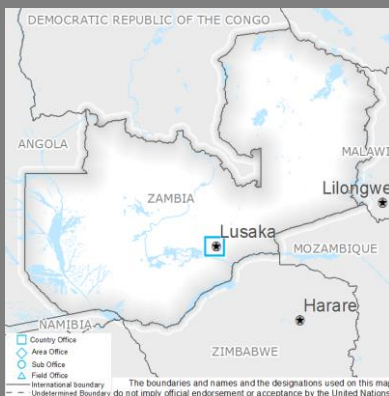 DEMOCRATIC REPUBLIC OF THE CONGO
ANGOLA
MALAWI
ZAMBIA
Lilongwe
Lusaka
MOZAMBIQUE
Harare
NAMIBIA
ZIMBABWE
Country Office
Area Office
Sub Office
Field Office
International boundary
Undetermined Boundary
The boundaries and names and the designations used on this map
do not imply official endorsement or acceptance by the United Nations